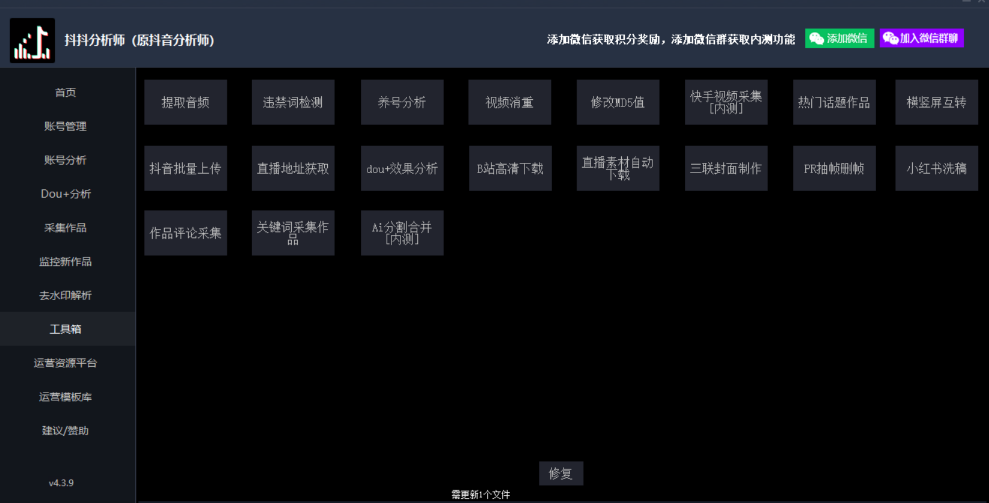 抖抖分析师（原抖音分析师）
添加微信获取积分奖励，添加微信群获取内测功能
添加微信
加入微信群聊
首页
账号管理
账号分析
Dou+分析
采集作品
监控新作品
去水印解析
工具箱
运营资源平台
运营模板库
建议/赞助
v4.3.9
提取音频
违禁词检测
养号分析
视频消重
修改MD5值
快手视频采集
[内测]
热门话题作品
横竖屏互转
抖音批量上传
直播地址获取
dou+效果分析
B站高清下载
直播素材自动
下载
三联封面制作
PR抽帧删帧
小红书洗稿
作品评论采集
关键词采集作
品
Ai分割合并
[内测]
修复
需更新1个文件